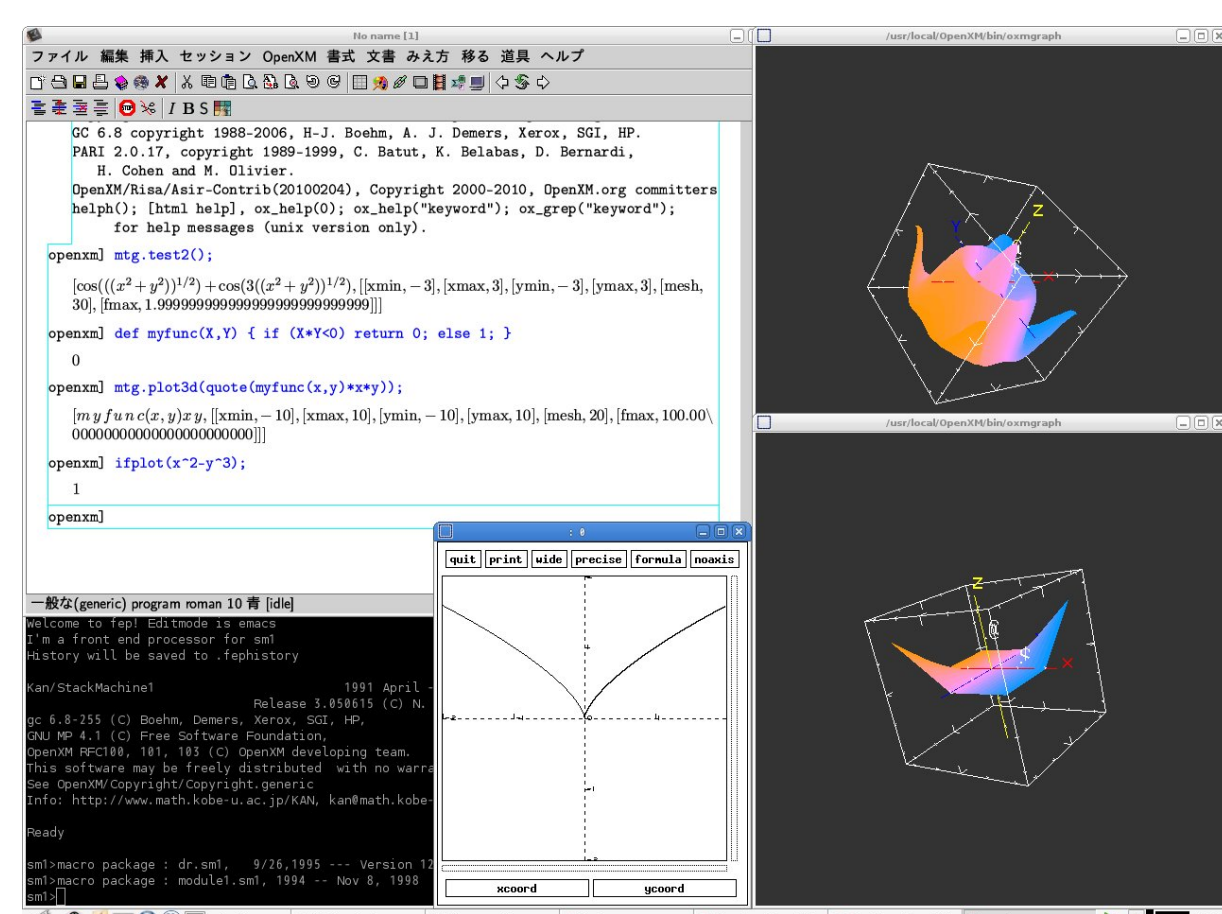 No name [1]
ファイル 編集 挿入 セッション OpenXM 書式 文書 みえ方 移る 道具 ヘルプ
I B S
GC 6.8 copyright 1988-2006, H-J. Boehm, A. J. Demers, Xerox, SGI, HP.
PARI 2.0.17, copyright 1989-1999, C. Batut, K. Belabas, D. Bernardi,
H. Cohen and M. Olivier.
OpenXM/Risa/Asir-Contrib(20100204), Copyright 2000-2010, OpenXM.org committers
helph(); [html help], ox_help(0); ox_help("keyword"); ox_grep("keyword");
for help messages (unix version only).
openxm] mtg.test2();
[cos(((x²+y²))^1/2)+cos(3((x²+y²))^1/2),[[xmin,−3],[xmax,3],[ymin,−3],[ymax,3],[mesh,
30],[fmax,1.9999999999999999999999999999]]]
openxm] def myfunc(X,Y) { if (X*Y<0) return 0; else 1; }
0
openxm] mtg.plot3d(quote(myfunc(x,y)*x*y));
[myfunc(x,y)xy,[[xmin,−10],[xmax,10],[ymin,−10],[ymax,10],[mesh,20],[fmax,100.00\
00000000000000000000000]]]
openxm] ifplot(x^2-y^3);
1
openxm]
一般な(generic) program roman 10 青 [idle]
Welcome to fep! Editmode is emacs
I'm a front end processor for sm1
History will be saved to .fephistory
Kan/StackMachine1 1991 April -
Release 3.050615 (C) N.
gc 6.8-255 (C) Boehm, Demers, Xerox, SGI, HP,
GNU MP 4.1 (C) Free Software Foundation,
OpenXM RFC100, 101, 103 (C) OpenXM developing team.
This software may be freely distributed with no warra
See OpenXM/Copyright/Copyright.generic
Info: http://www.math.kobe-u.ac.jp/KAN, kan@math.kobe-
Ready
sm1>macro package : dr.sm1, 9/26,1995 --- Version 12
sm1>macro package : module1.sm1, 1994 -- Nov 8, 1998
sm1>
: 0
quit print wide precise formula noaxis
xcoord ycoord
/usr/local/OpenXM/bin/oxmgraph
Z
Y
X
/usr/local/OpenXM/bin/oxmgraph
Z
X